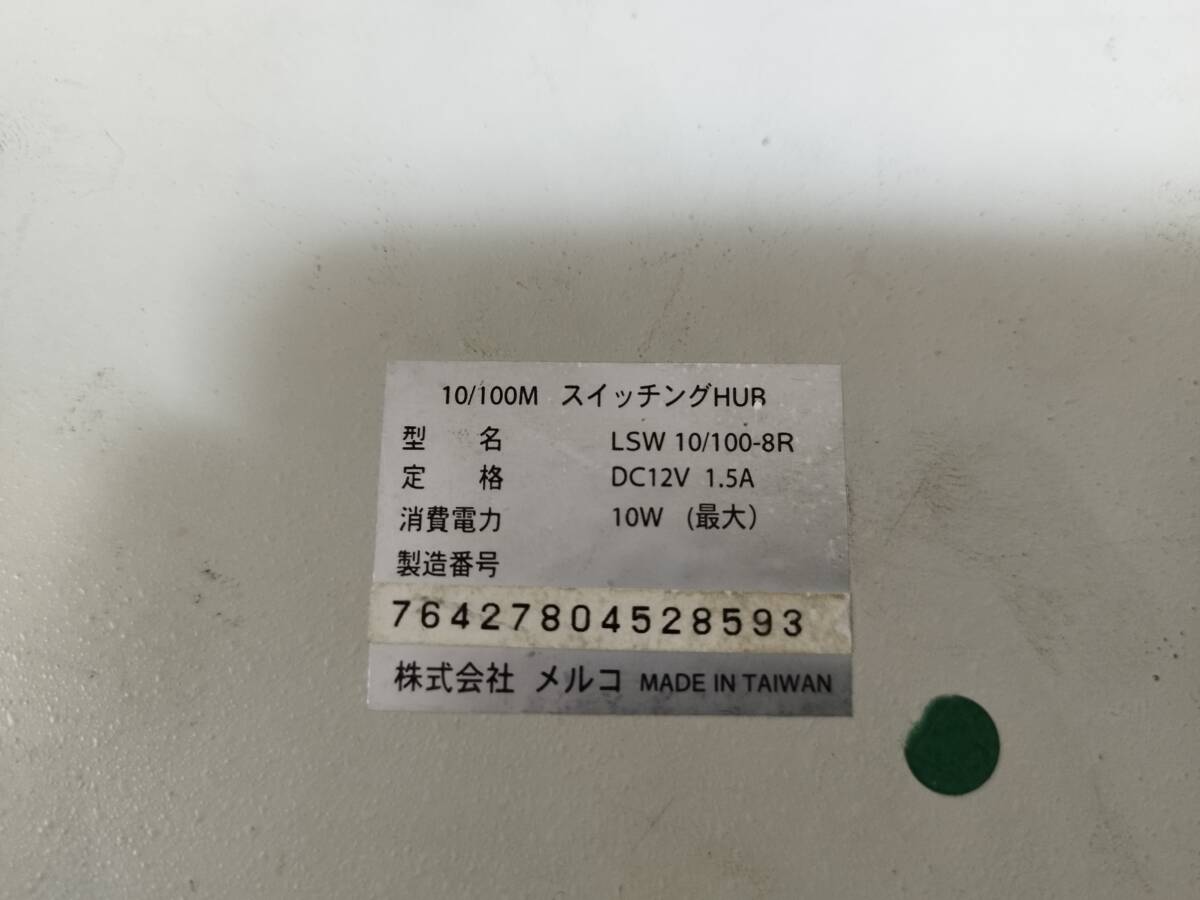 10/100M スイッチングHUB
型 名 LSW 10/100-8R
定 格 DC12V 1.5A
消費電力 10W (最大)
製造番号
76427804528593
株式会社 メルコ MADE IN TAIWAN